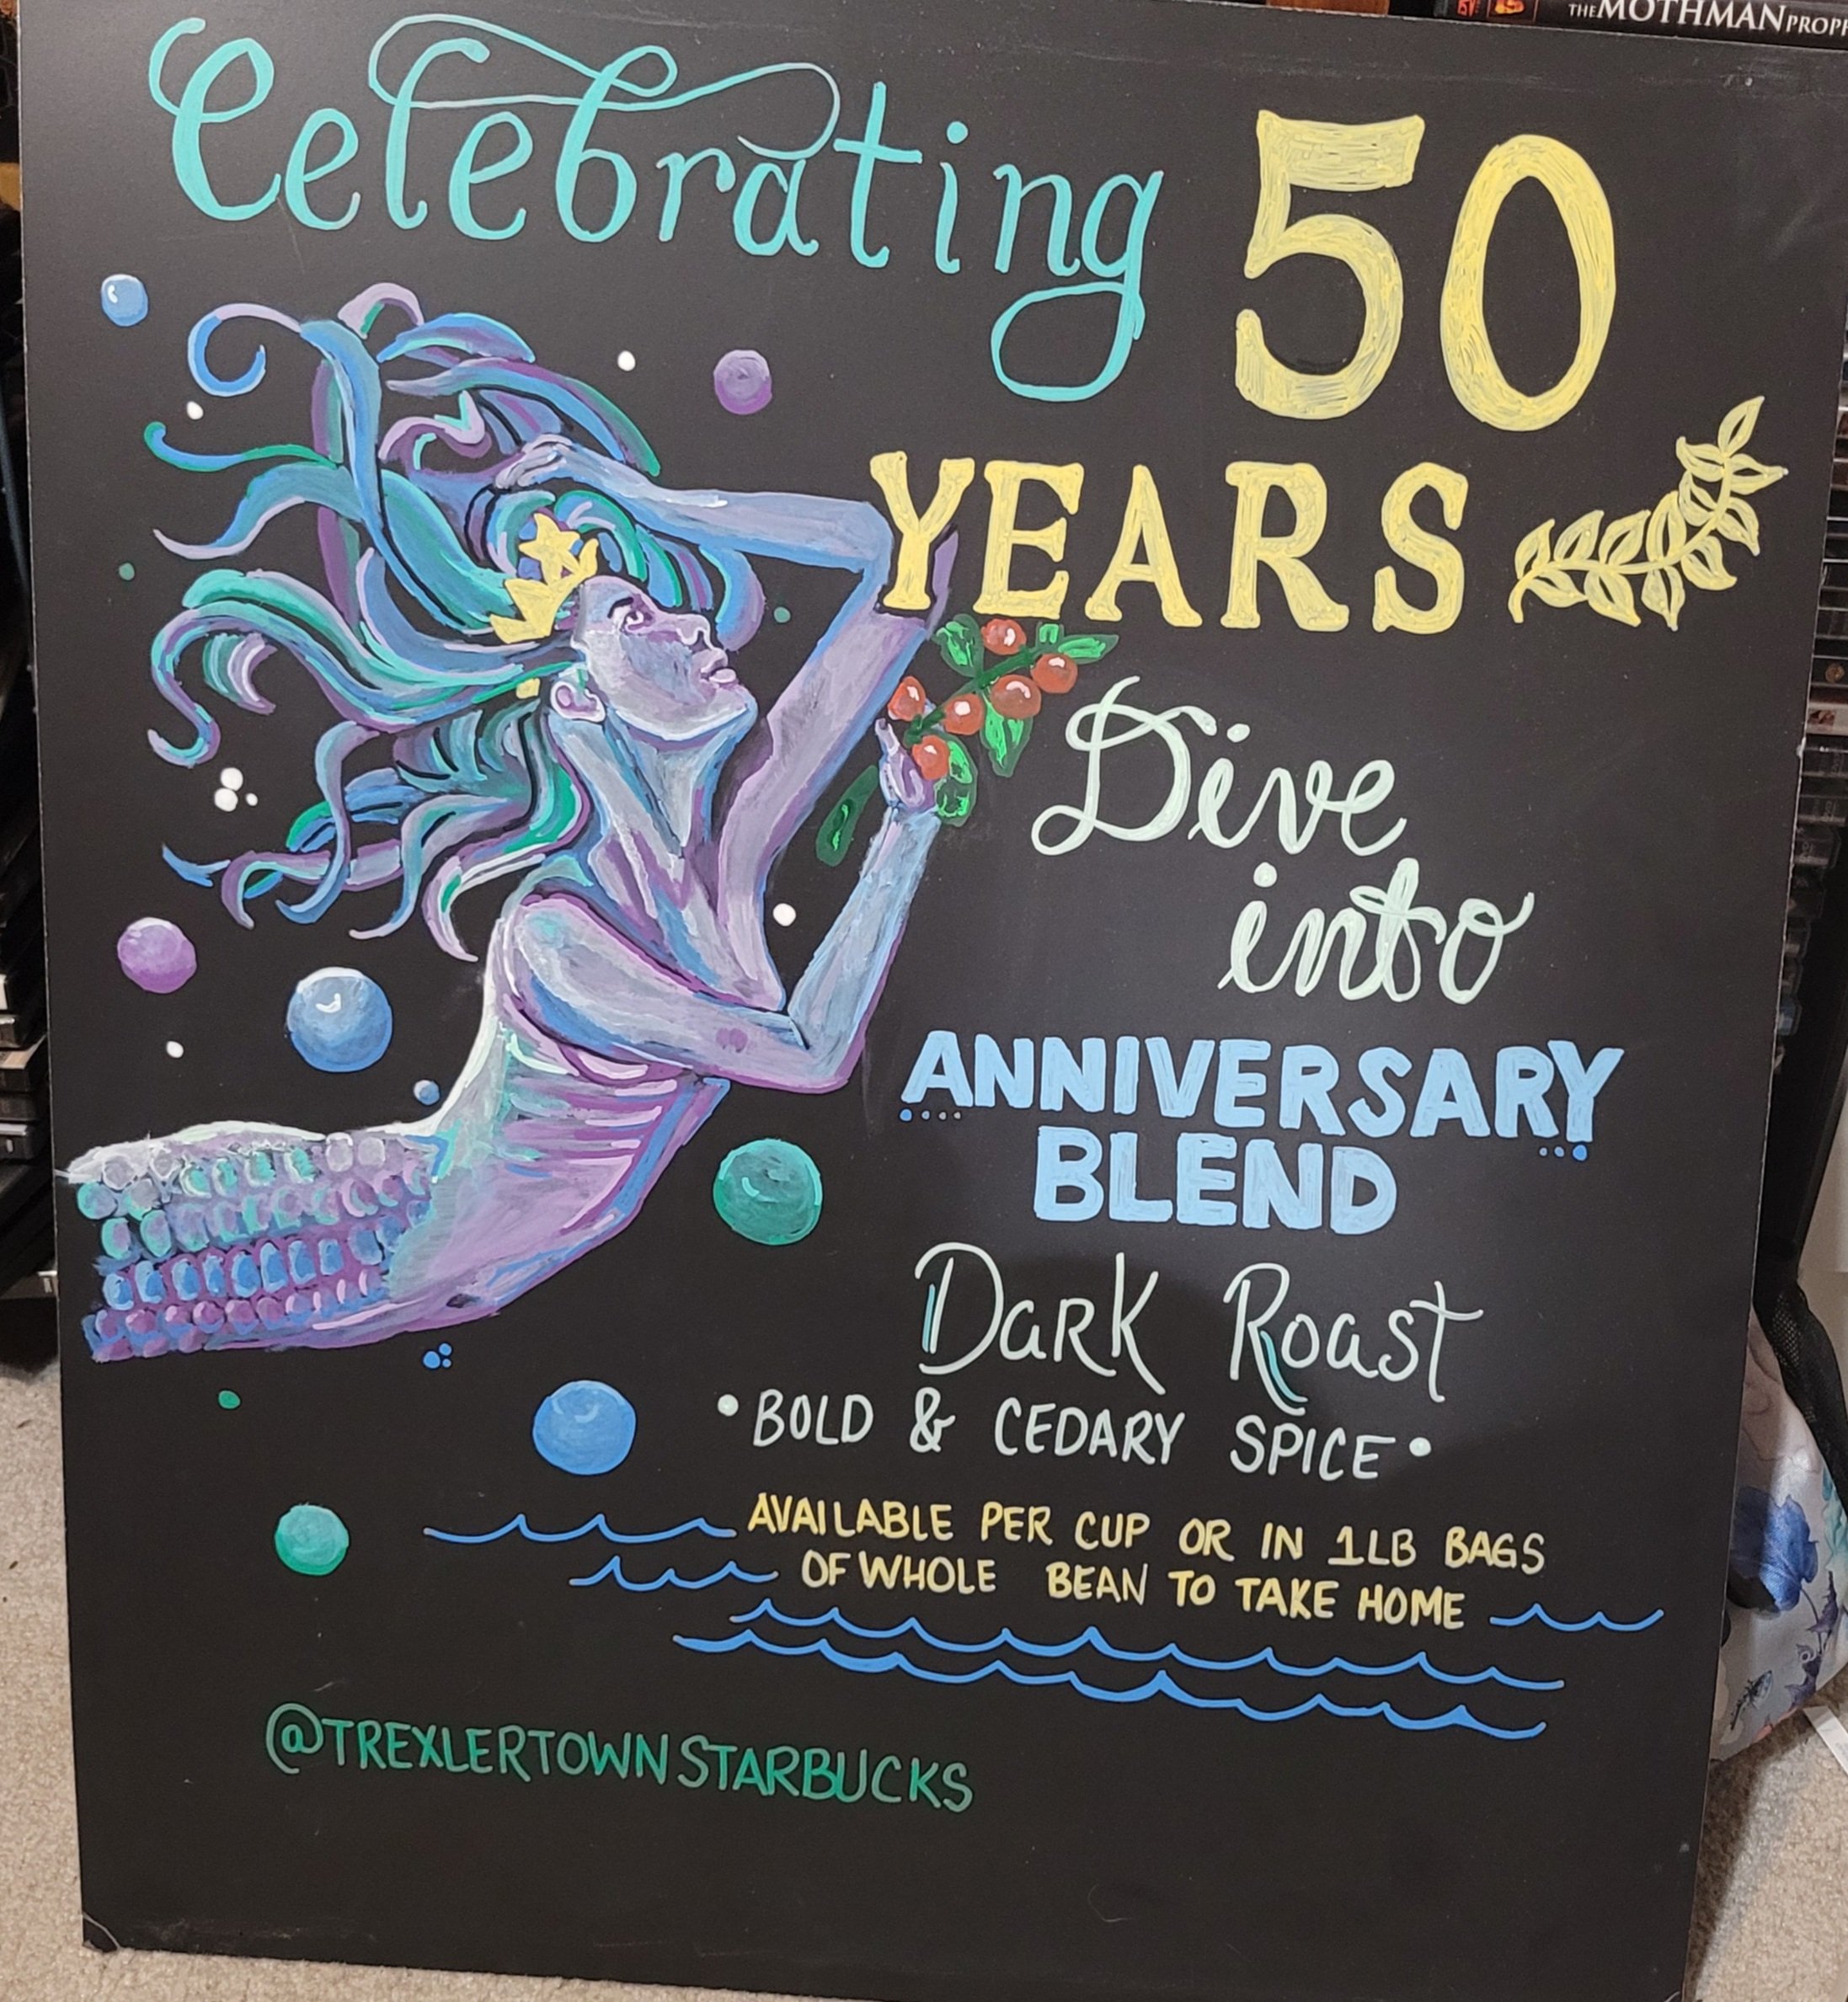 THE MOTHMAN PROPH
Celebrating 50
YEARS
Dive
into
ANNIVERSARY
BLEND
Dark Roast
•BOLD & CEDARY SPICE•
AVAILABLE PER CUP OR IN 1LB BAGS
OF WHOLE BEAN TO TAKE HOME
@TREXLERTOWNSTARBUCKS